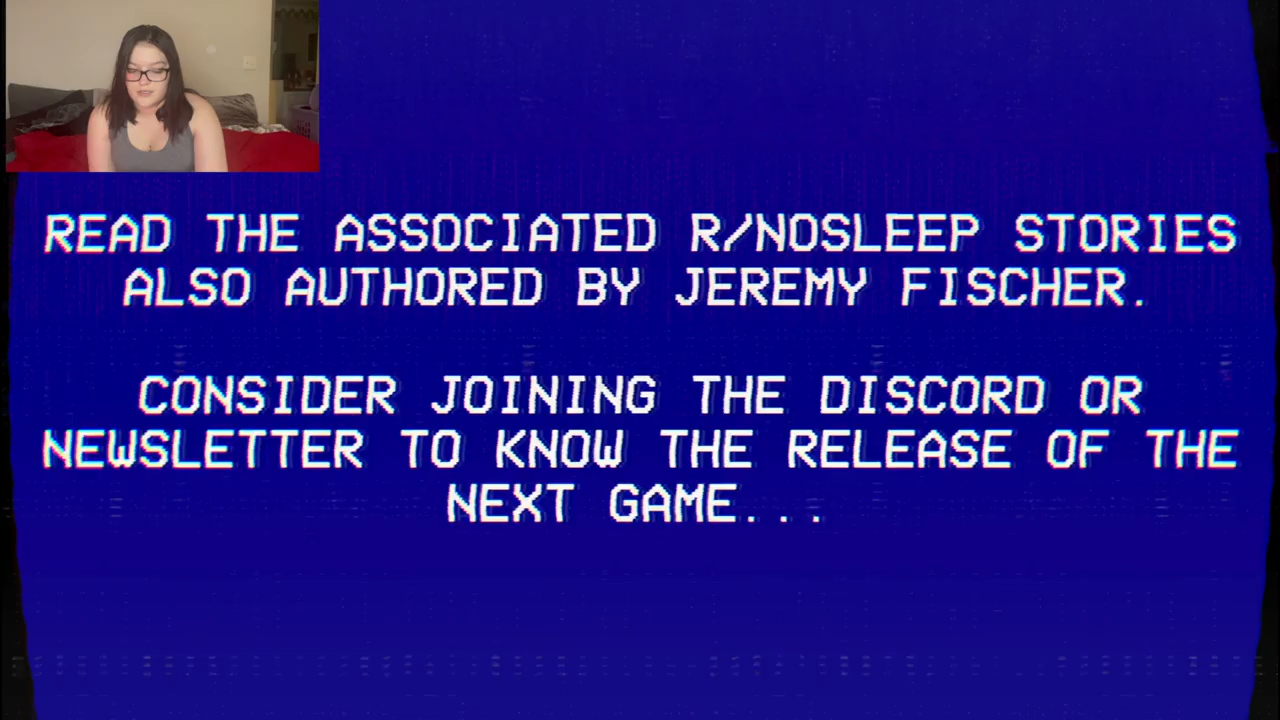 READ THE ASSOCIATED R/NOSLEEP STORIES
ALSO AUTHORED BY JEREMY FISCHER.
CONSIDER JOINING THE DISCORD OR
NEWSLETTER TO KNOW THE RELEASE OF THE
NEXT GAME...